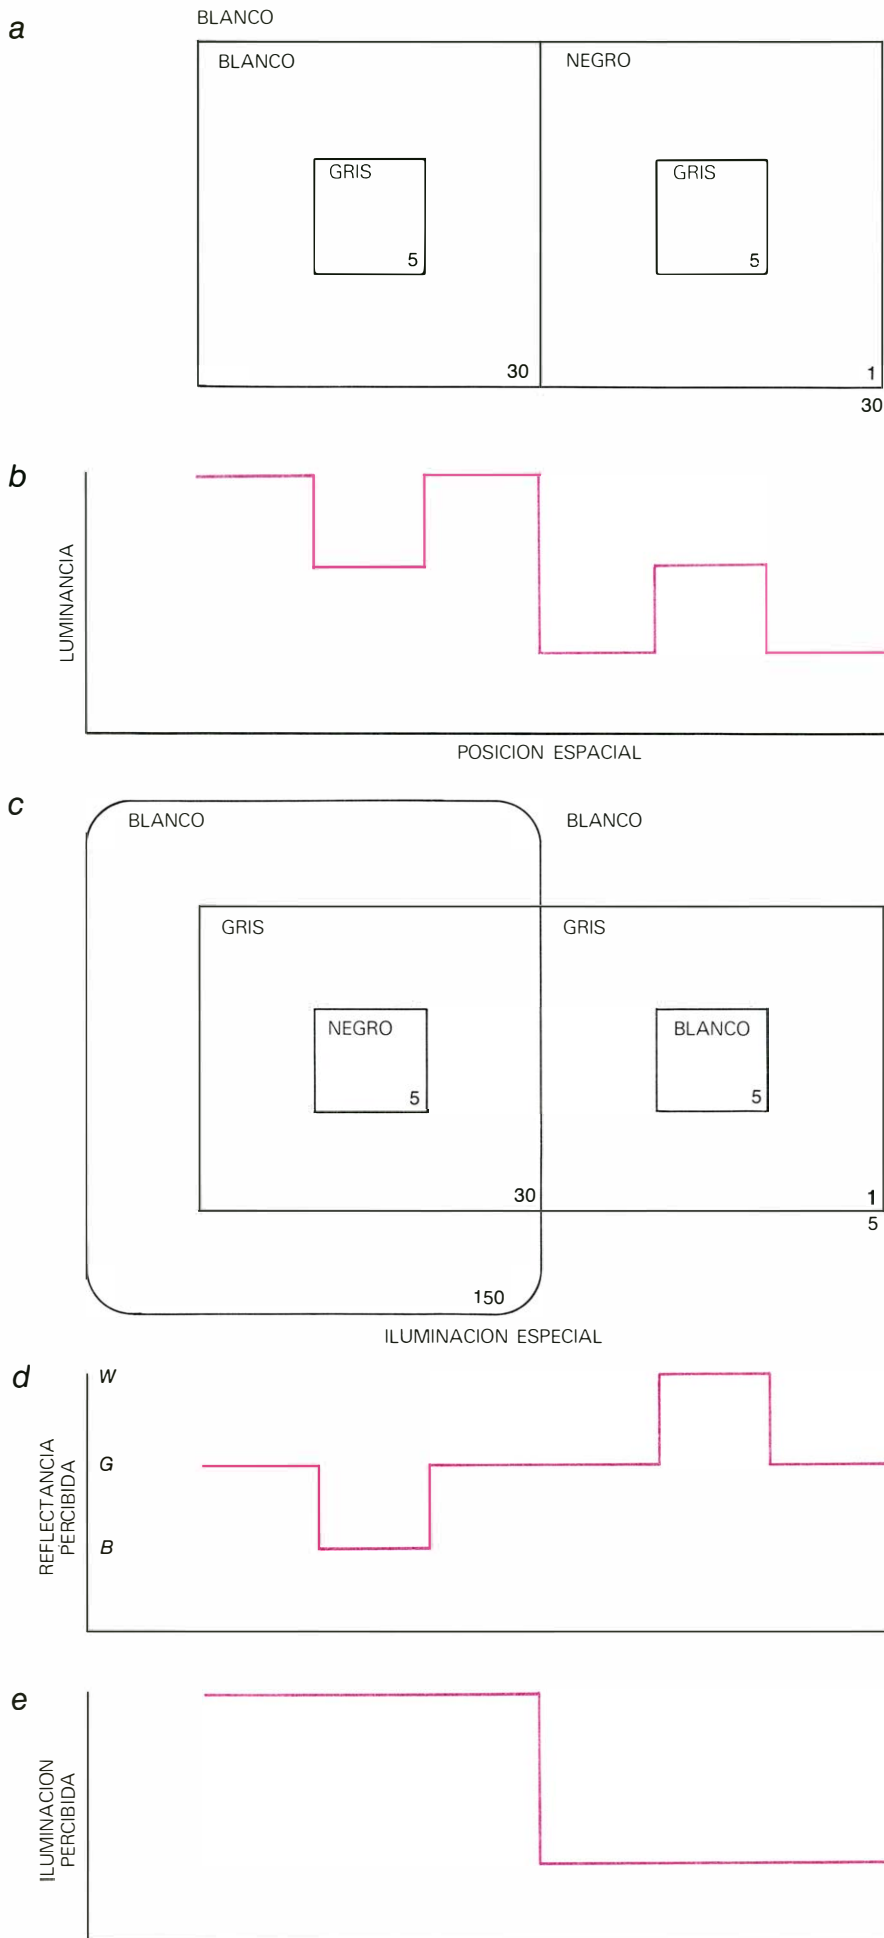 a
BLANCO
BLANCO
NEGRO
GRIS
GRIS
5
5
30
1
30
b
LUMINANCIA
POSICION ESPACIAL
c
BLANCO
BLANCO
GRIS
GRIS
NEGRO
BLANCO
5
5
30
1
5
150
ILUMINACION ESPECIAL
d
W
G
B
REFLECTANCIA
PERCIBIDA
e
ILUMINACION
PERCIBIDA